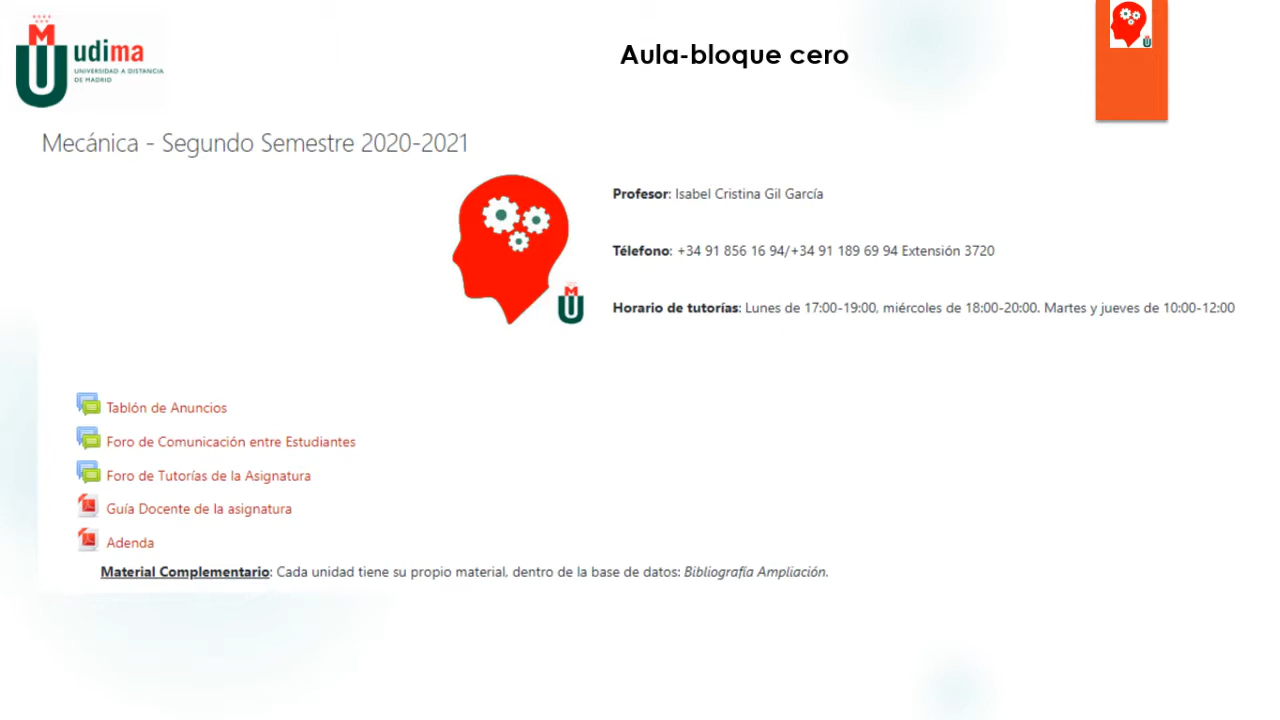 udima
UNIVERSIDAD A DISTANCIA
DE MADRID
Aula-bloque cero
Mecánica - Segundo Semestre 2020-2021
Profesor: Isabel Cristina Gil García
Télefono: +34 91 856 16 94/+34 91 189 69 94 Extensión 3720
Horario de tutorías: Lunes de 17:00-19:00, miércoles de 18:00-20:00. Martes y jueves de 10:00-12:00
Tablón de Anuncios
Foro de Comunicación entre Estudiantes
Foro de Tutorías de la Asignatura
Guía Docente de la asignatura
Adenda
Material Complementario: Cada unidad tiene su propio material, dentro de la base de datos: Bibliografía Ampliación.